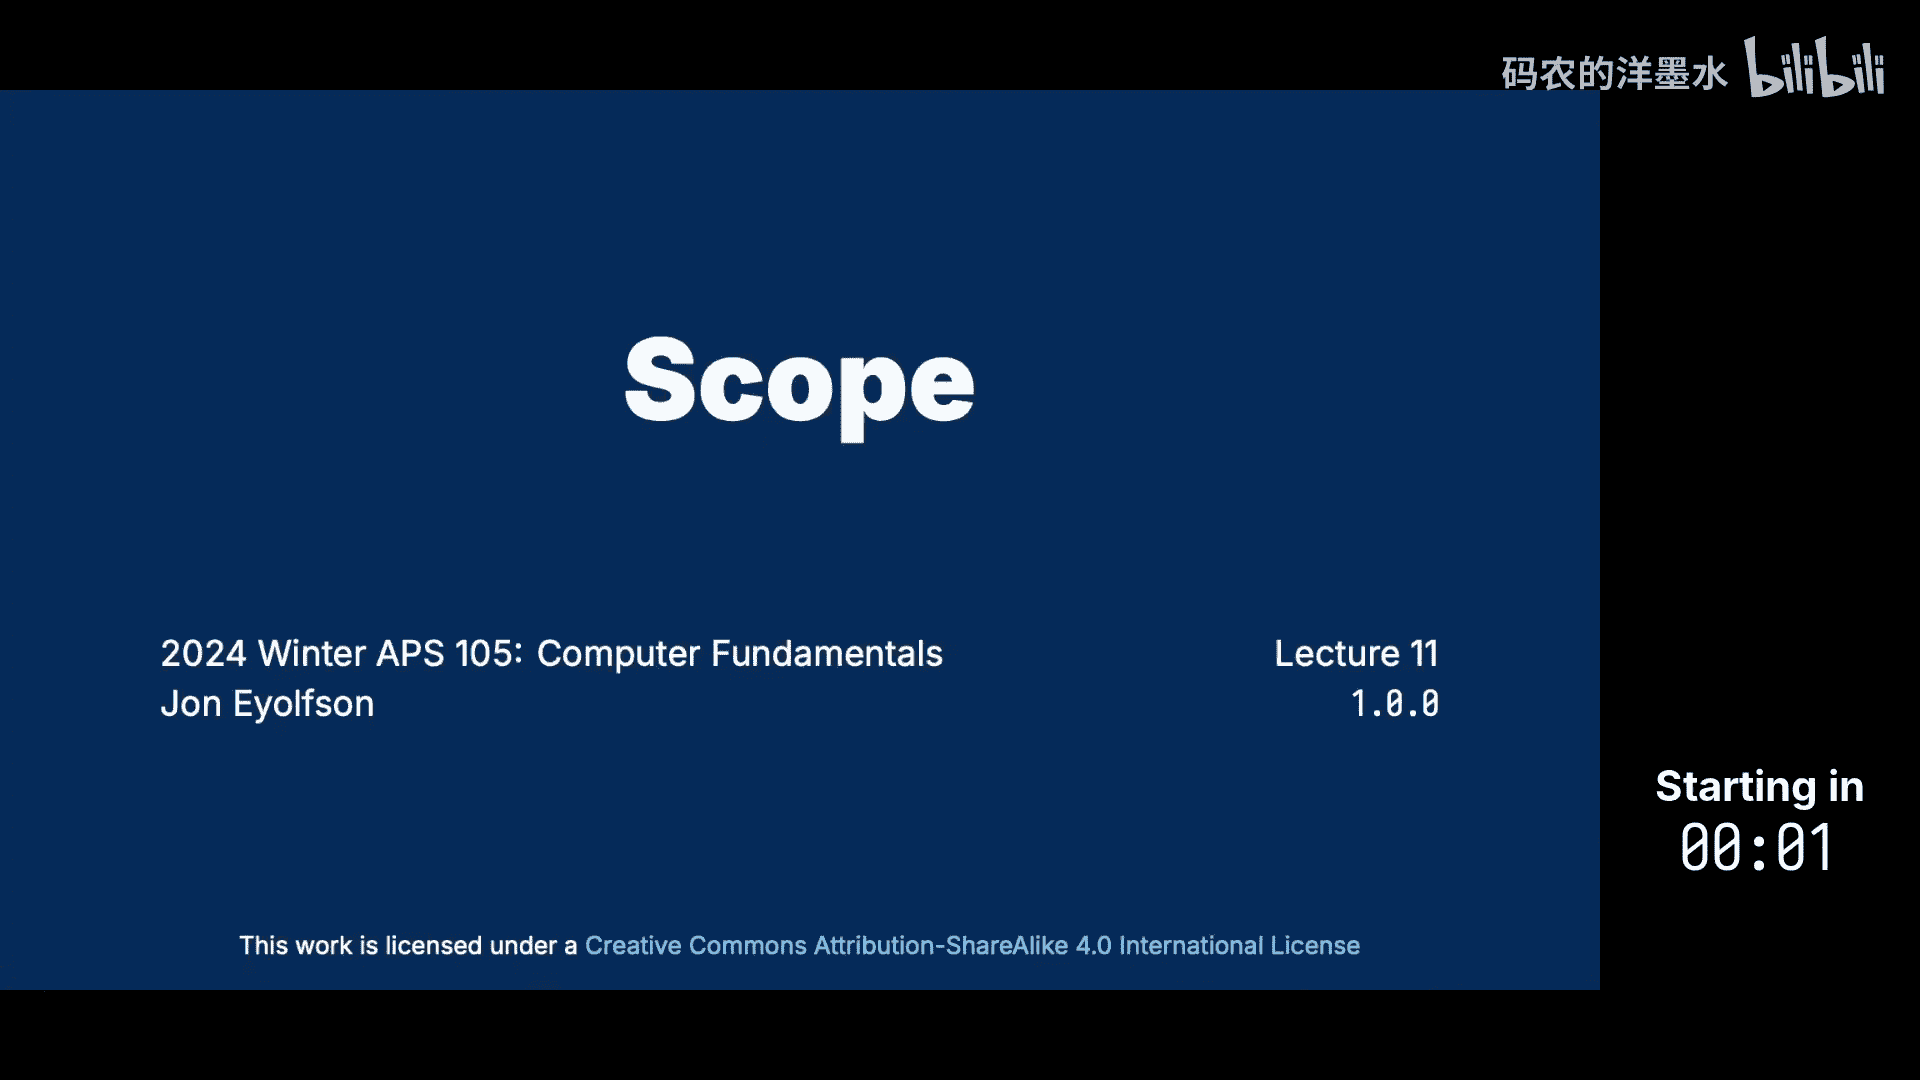 码农的洋墨水 bilibili
Scope
2024 Winter APS 105: Computer Fundamentals
Jon Eyolfson
Lecture 11
1.0.0
Starting in
00:01
This work is licensed under a Creative Commons Attribution-ShareAlike 4.0 International License